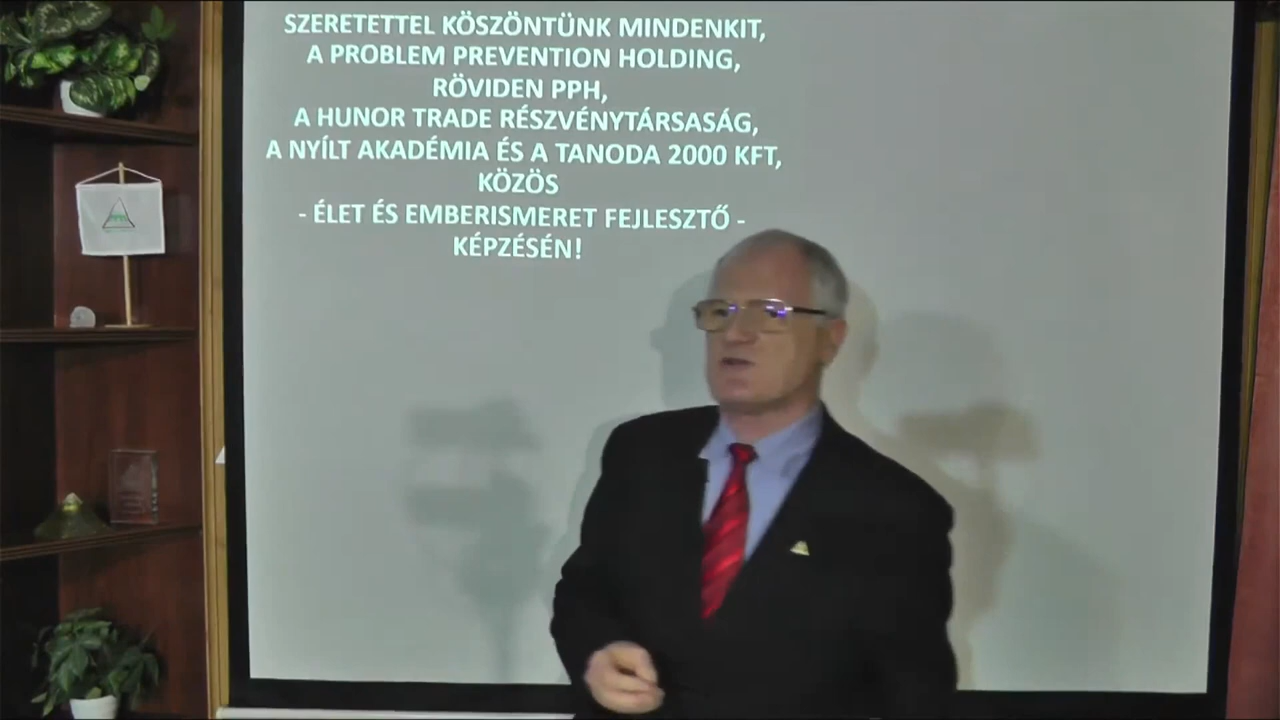 SZERETETTEL KÖSZÖNTÜNK MINDENKIT,
A PROBLEM PREVENTION HOLDING,
RÖVIDEN PPH,
A HUNOR TRADE RÉSZVÉNYTÁRSASÁG,
A NYÍLT AKADÉMIA ÉS A TANODA 2000 KFT,
KÖZÖS
- ÉLET ÉS EMBERISMERET FEJLESZTŐ -
KÉPZÉSÉN!